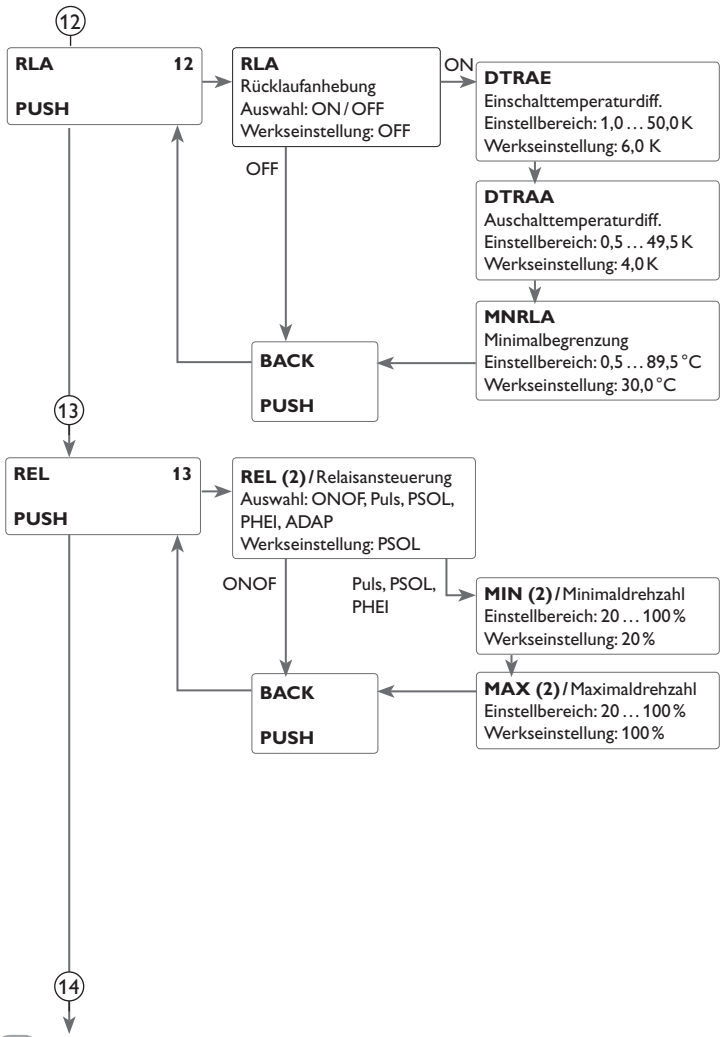 12
RLA 12
PUSH
RLA
Rücklaufanhebung
Auswahl: ON / OFF
Werkseinstellung: OFF
ON
OFF
DTRAE
Einschalttemperaturdiff.
Einstellbereich: 1,0 … 50,0 K
Werkseinstellung: 6,0 K
DTRAA
Auschalttemperaturdiff.
Einstellbereich: 0,5 … 49,5 K
Werkseinstellung: 4,0 K
MNRLA
Minimalbegrenzung
Einstellbereich: 0,5 … 89,5 °C
Werkseinstellung: 30,0 °C
BACK
PUSH
13
REL 13
PUSH
REL (2) / Relaisansteuerung
Auswahl: ONOF, Puls, PSOL,
PHEI, ADAP
Werkseinstellung: PSOL
ONOF
Puls, PSOL,
PHEI
MIN (2) / Minimaldrehzahl
Einstellbereich: 20 … 100 %
Werkseinstellung: 20 %
MAX (2) / Maximaldrehzahl
Einstellbereich: 20 … 100 %
Werkseinstellung: 100 %
BACK
PUSH
14